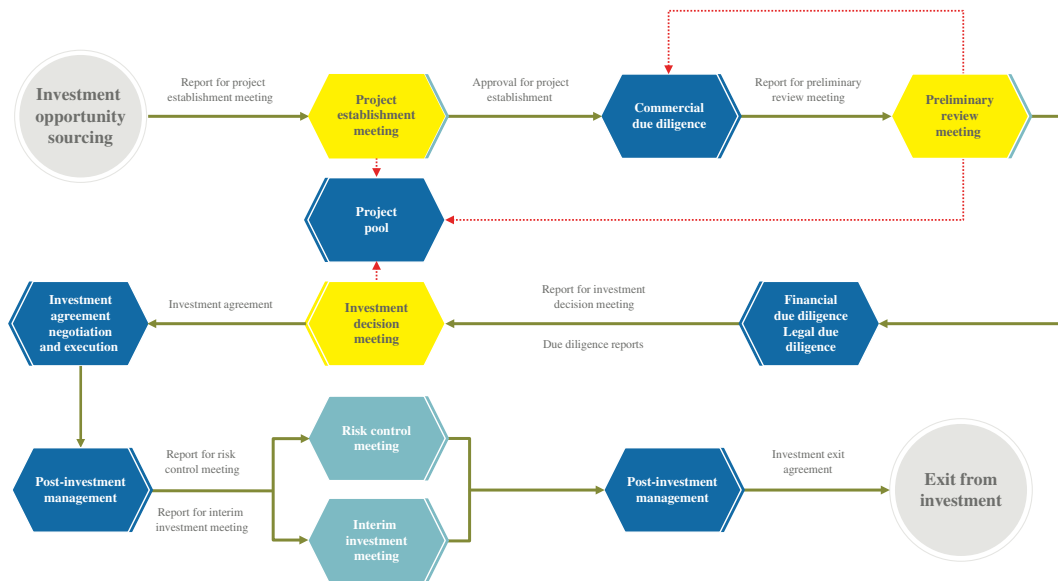 Investment
opportunity
sourcing
Report for project
establishment meeting
Project
establishment
meeting
Approval for project
establishment
Commercial
due diligence
Report for preliminary
review meeting
Preliminary
review
meeting
Project
pool
Investment
agreement
negotiation
and execution
Investment agreement
Investment
decision
meeting
Report for investment
decision meeting
Due diligence reports
Financial
due diligence
Legal due
diligence
Post-investment
management
Report for risk
control meeting
Report for interim
investment meeting
Risk control
meeting
Interim
investment
meeting
Post-investment
management
Investment exit
agreement
Exit from
investment